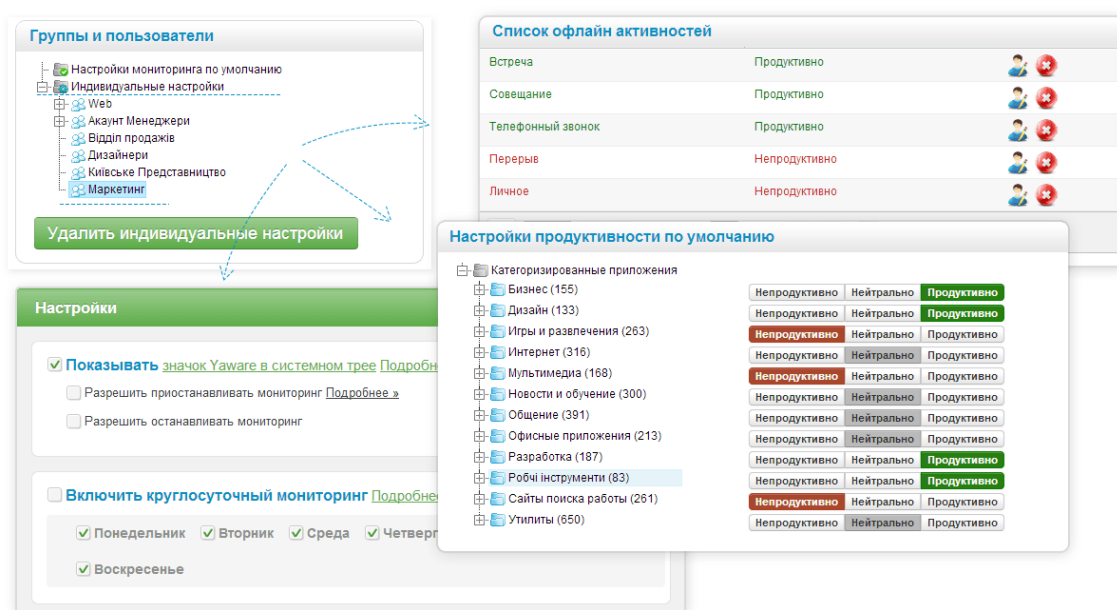 Группы и пользователи
Настройки мониторинга по умолчанию
Индивидуальные настройки
Web
Акаунт Менеджери
Відділ продажів
Дизайнери
Київське Представництво
Маркетинг
Удалить индивидуальные настройки
Список офлайн активностей
Встреча Продуктивно
Совещание Продуктивно
Телефонный звонок Продуктивно
Перерыв Непродуктивно
Личное Непродуктивно
Настройки продуктивности по умолчанию
Категоризированные приложения
Бизнес (155) Непродуктивно Нейтрально Продуктивно
Дизайн (133) Непродуктивно Нейтрально Продуктивно
Игры и развлечения (263) Непродуктивно Нейтрально Продуктивно
Интернет (316) Непродуктивно Нейтрально Продуктивно
Мультимедиа (168) Непродуктивно Нейтрально Продуктивно
Новости и обучение (300) Непродуктивно Нейтрально Продуктивно
Общение (391) Непродуктивно Нейтрально Продуктивно
Офисные приложения (213) Непродуктивно Нейтрально Продуктивно
Разработка (187) Непродуктивно Нейтрально Продуктивно
Робчі інструменти (83) Непродуктивно Нейтрально Продуктивно
Сайты поиска работы (261) Непродуктивно Нейтрально Продуктивно
Утилиты (650) Непродуктивно Нейтрально Продуктивно
Настройки
Показывать значок Yaware в системном трее Подробн
Разрешить приостанавливать мониторинг Подробнее »
Разрешить останавливать мониторинг
Включить круглосуточный мониторинг Подробнее
Понедельник Вторник Среда Четверг
Воскресенье